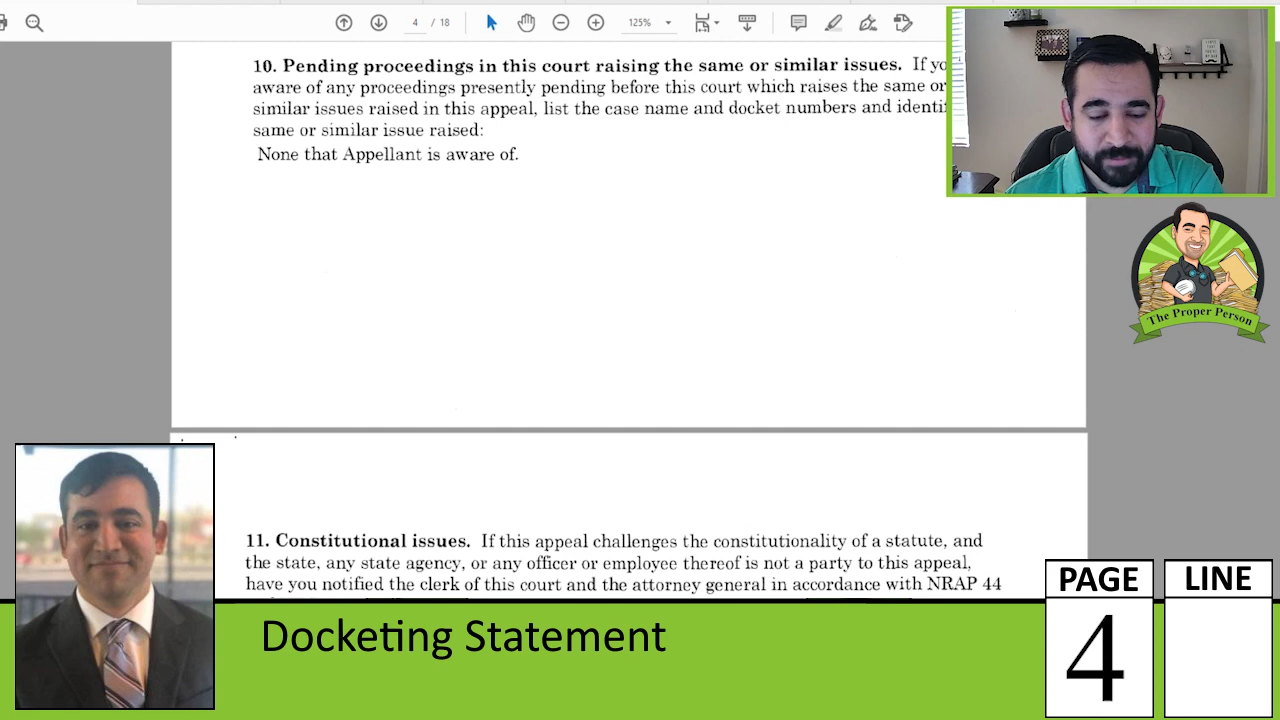 4 / 18
125%
10. Pending proceedings in this court raising the same or similar issues. If yo
aware of any proceedings presently pending before this court which raises the same or
similar issues raised in this appeal, list the case name and docket numbers and identif
same or similar issue raised:
None that Appellant is aware of.
The Proper Person
11. Constitutional issues. If this appeal challenges the constitutionality of a statute, and
the state, any state agency, or any officer or employee thereof is not a party to this appeal,
have you notified the clerk of this court and the attorney general in accordance with NRAP 44
Docketing Statement
PAGE
4
LINE